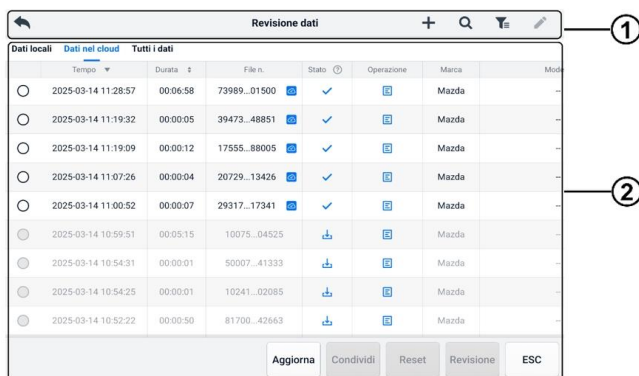 Revisione dati
1
Dati locali Dati nel cloud Tutti i dati
Tempo Durata File n. Stato ? Operazione Marca Mode
2025-03-14 11:28:57 00:06:58 73989...01500 Mazda --
2025-03-14 11:19:32 00:00:05 39473...48851 Mazda --
2025-03-14 11:19:09 00:00:12 17555...88005 Mazda --
2025-03-14 11:07:26 00:00:04 20729...13426 Mazda --
2025-03-14 11:00:52 00:00:07 29317...17341 Mazda --
2
2025-03-14 10:59:51 00:05:15 10075...04525 Mazda --
2025-03-14 10:54:31 00:00:01 50007...41333 Mazda --
2025-03-14 10:54:25 00:00:01 10241...02085 Mazda --
2025-03-14 10:52:22 00:00:50 81700...42663 Mazda --
Aggiorna Condividi Reset Revisione ESC